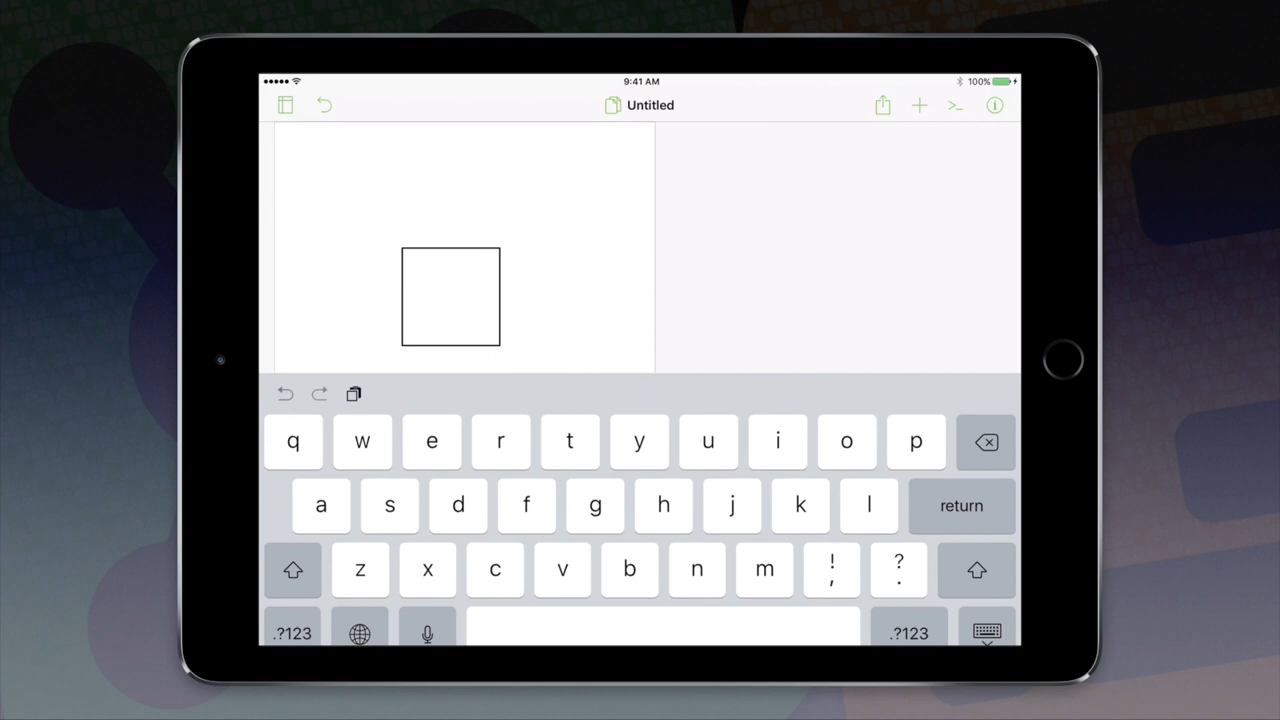 9:41 AM
100%
Untitled
q w e r t y u i o p
a s d f g h j k l return
z x c v b n m ! , ? .
.?123 .?123